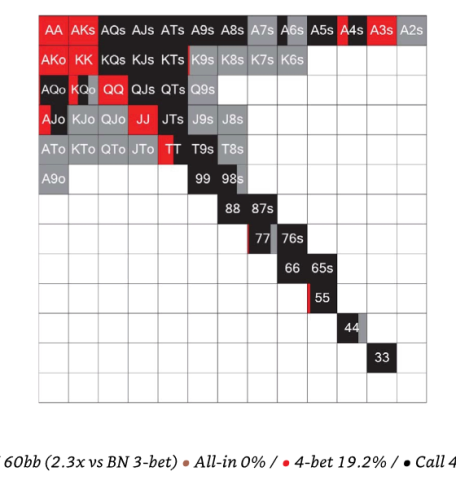 AA AKs AQs AJs ATs A9s A8s A7s A6s A5s A4s A3s A2s
AKo KK KQs KJs KTs K9s K8s K7s K6s
AQo KQo QQ QJs QTs Q9s
AJo KJo QJo JJ JTs J9s J8s
ATo KTo QTo JTo TT T9s T8s
A9o 99 98s
88 87s
77 76s
66 65s
55
44
33
60bb (2.3x vs BN 3-bet) • All-in 0% / • 4-bet 19.2% / • Call 4